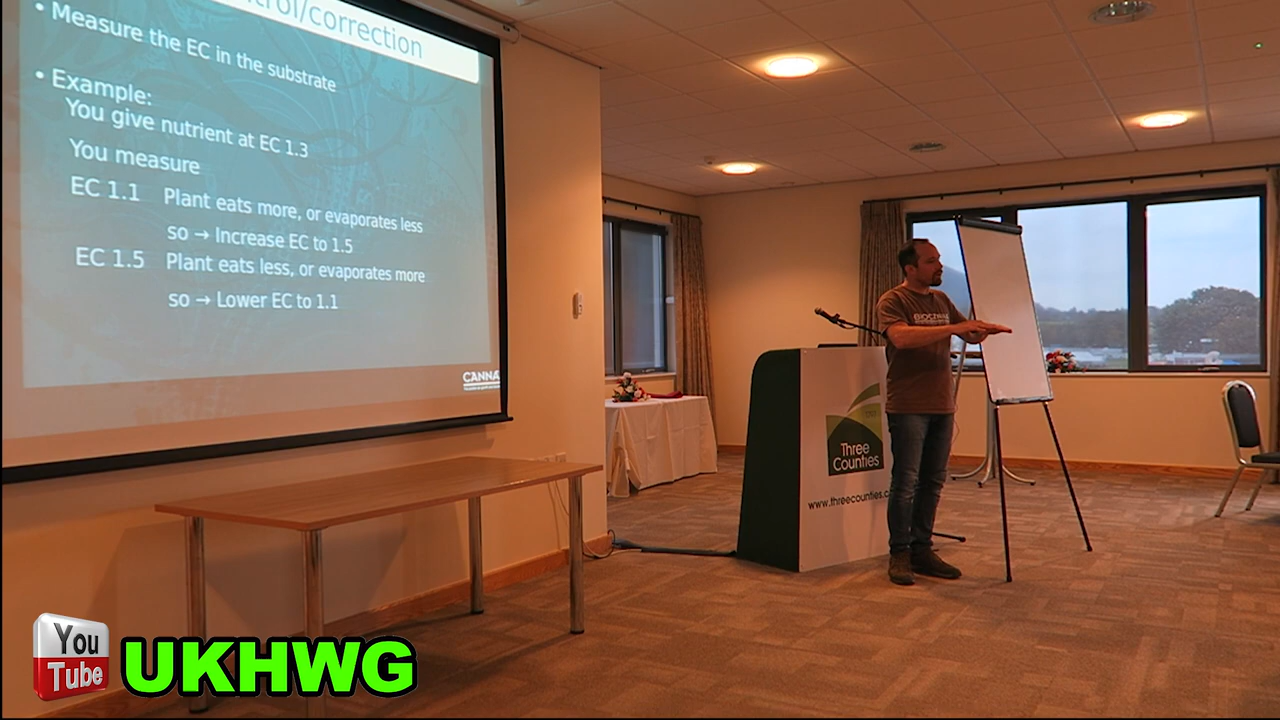 trol/correction
• Measure the EC in the substrate
• Example:
You give nutrient at EC 1.3
You measure
EC 1.1 Plant eats more, or evaporates less
so → Increase EC to 1.5
EC 1.5 Plant eats less, or evaporates more
so → Lower EC to 1.1
CANNA
Three
Counties
www.threecounties.c
You
Tube
UKHWG